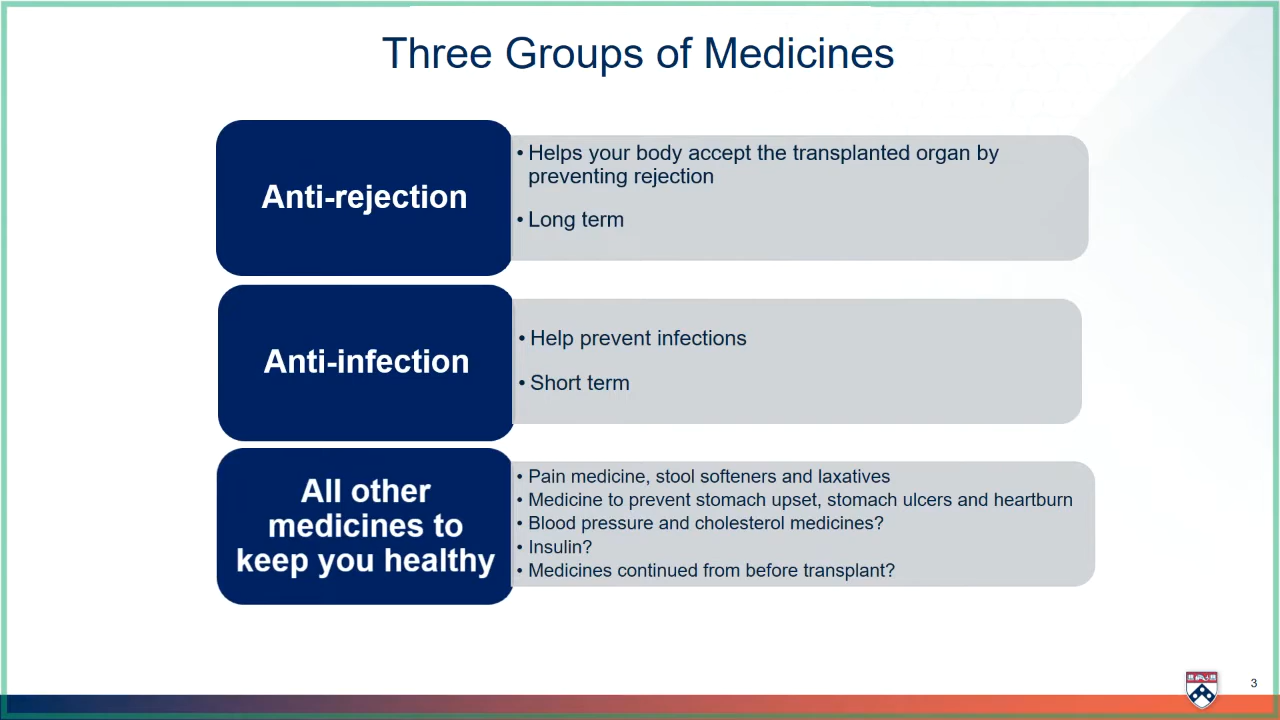 Three Groups of Medicines
Anti-rejection
• Helps your body accept the transplanted organ by
preventing rejection
• Long term
Anti-infection
• Help prevent infections
• Short term
All other
medicines to
keep you healthy
• Pain medicine, stool softeners and laxatives
• Medicine to prevent stomach upset, stomach ulcers and heartburn
• Blood pressure and cholesterol medicines?
• Insulin?
• Medicines continued from before transplant?
3